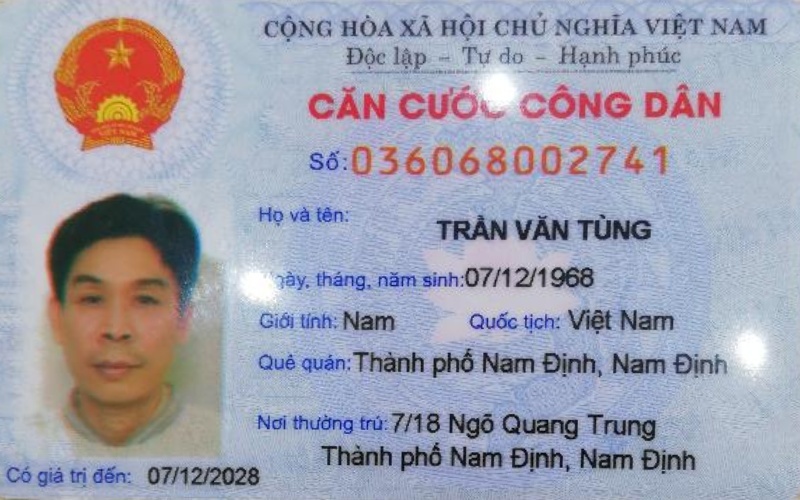 CỘNG HÒA XÃ HỘI CHỦ NGHĨA VIỆT NAM
Độc lập – Tự do – Hạnh phúc
CĂN CƯỚC CÔNG DÂN
Số: 036068002741
Họ và tên: TRẦN VĂN TÙNG
Ngày, tháng, năm sinh: 07/12/1968
Giới tính: Nam Quốc tịch: Việt Nam
Quê quán: Thành phố Nam Định, Nam Định
Nơi thường trú: 7/18 Ngõ Quang Trung
Thành phố Nam Định, Nam Định
Có giá trị đến: 07/12/2028
VIỆT NAM